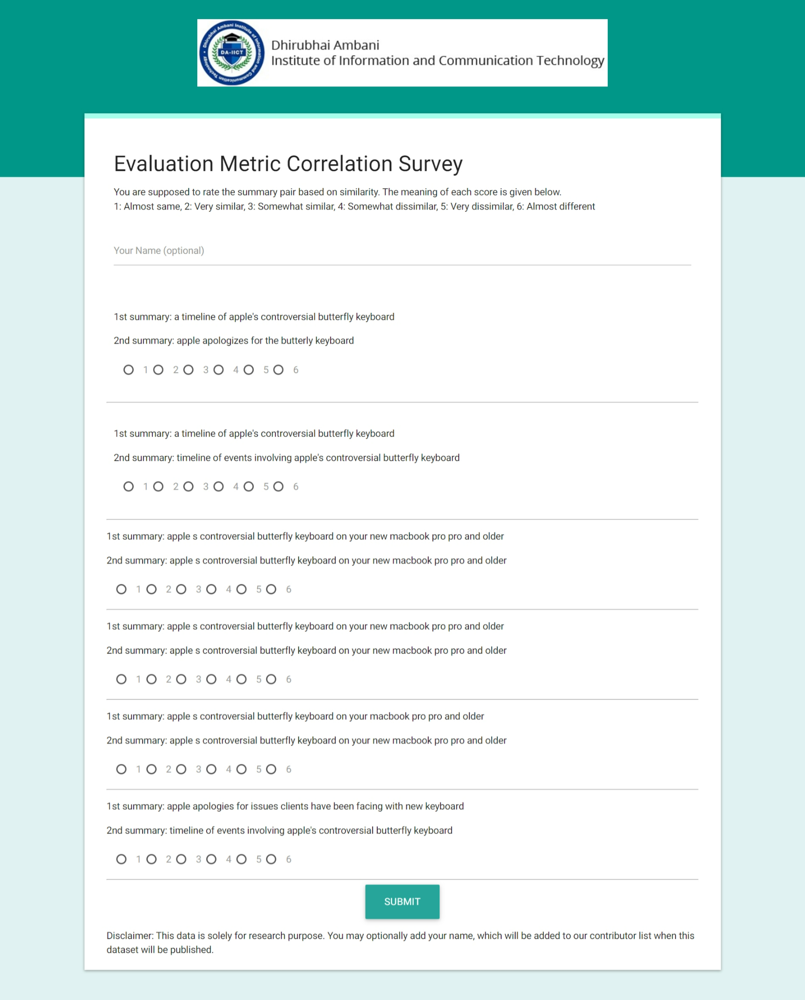 Dhirubhai Ambani Institute of Information and Communication Technology
DA-IICT
Dhirubhai Ambani
Institute of Information and Communication Technology
Evaluation Metric Correlation Survey
You are supposed to rate the summary pair based on similarity. The meaning of each score is given below.
1: Almost same, 2: Very similar, 3: Somewhat similar, 4: Somewhat dissimilar, 5: Very dissimilar, 6: Almost different
Your Name (optional)
1st summary: a timeline of apple's controversial butterfly keyboard
2nd summary: apple apologizes for the butterly keyboard
1 2 3 4 5 6
1st summary: a timeline of apple's controversial butterfly keyboard
2nd summary: timeline of events involving apple's controversial butterfly keyboard
1 2 3 4 5 6
1st summary: apple s controversial butterfly keyboard on your new macbook pro pro and older
2nd summary: apple s controversial butterfly keyboard on your new macbook pro pro and older
1 2 3 4 5 6
1st summary: apple s controversial butterfly keyboard on your new macbook pro pro and older
2nd summary: apple s controversial butterfly keyboard on your new macbook pro pro and older
1 2 3 4 5 6
1st summary: apple s controversial butterfly keyboard on your macbook pro pro and older
2nd summary: apple s controversial butterfly keyboard on your new macbook pro pro and older
1 2 3 4 5 6
1st summary: apple apologies for issues clients have been facing with new keyboard
2nd summary: timeline of events involving apple's controversial butterfly keyboard
1 2 3 4 5 6
SUBMIT
Disclaimer: This data is solely for research purpose. You may optionally add your name, which will be added to our contributor list when this
dataset will be published.